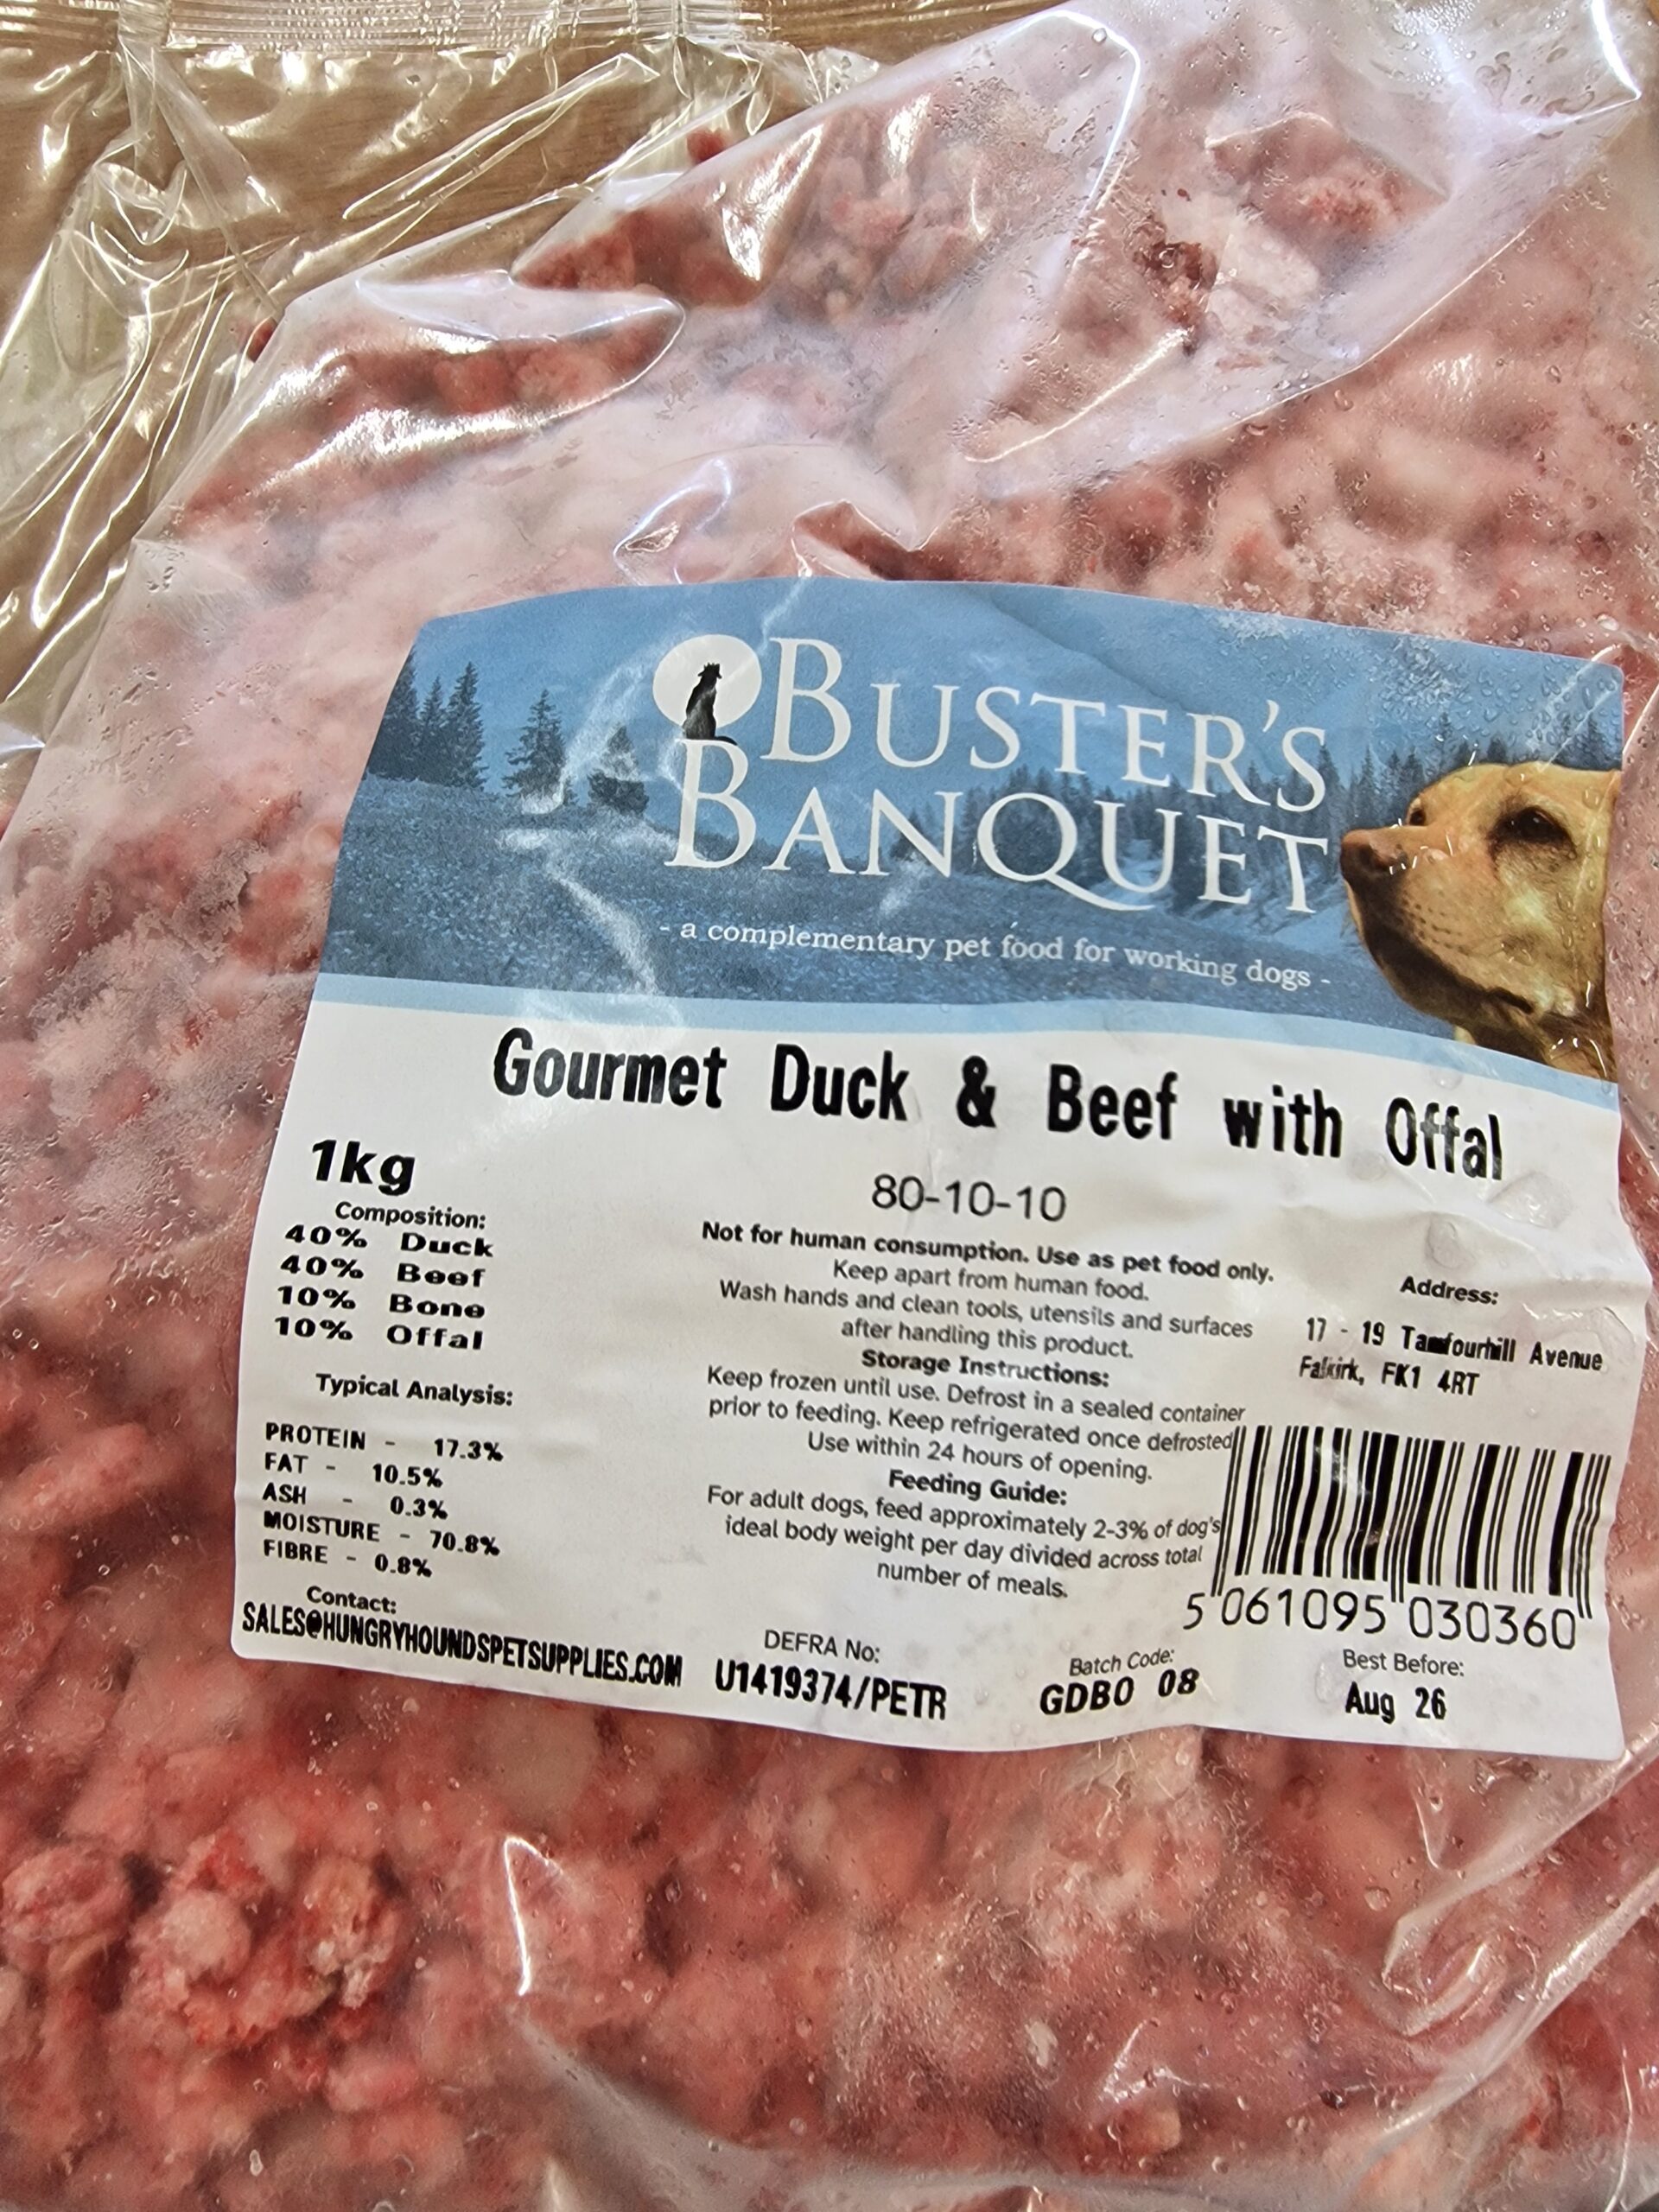 BUSTER'S
BANQUET
- a complementary pet food for working dogs -
Gourmet Duck & Beef with Offal
80-10-10
1kg
Composition:
40% Duck
40% Beef
10% Bone
10% Offal
Typical Analysis:
PROTEIN - 17.3%
FAT - 10.5%
ASH - 0.3%
MOISTURE - 70.8%
FIBRE - 0.8%
Contact:
SALES@HUNGRYHOUNDSPETSUPPLIES.COM
Not for human consumption. Use as pet food only.
Keep apart from human food.
Wash hands and clean tools, utensils and surfaces
after handling this product.
Storage Instructions:
Keep frozen until use. Defrost in a sealed container
prior to feeding. Keep refrigerated once defrosted
Use within 24 hours of opening.
Feeding Guide:
For adult dogs, feed approximately 2-3% of dog's
ideal body weight per day divided across total
number of meals.
DEFRA No:
U1419374/PETR
Address:
17 - 19 Tamfourhill Avenue
Falkirk, FK1 4RT
5 061095 030360
Batch Code:
GDBO 08
Best Before:
Aug 26